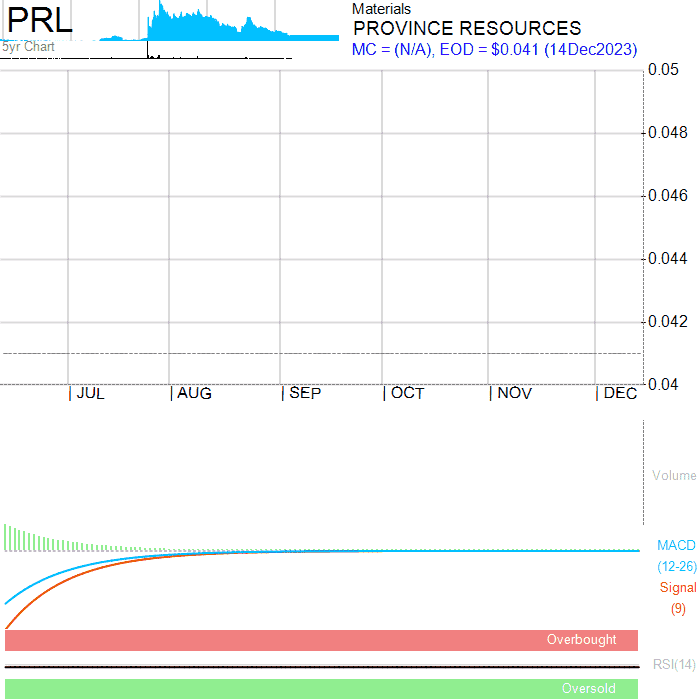 PRL
5yr Chart
Materials
PROVINCE RESOURCES
MC = (N/A), EOD = $0.041 (14Dec2023)
0.05
0.048
0.046
0.044
0.042
0.04
JUL AUG SEP OCT NOV DEC
Volume
MACD
(12-26)
Signal
(9)
Overbought
RSI(14)
Oversold